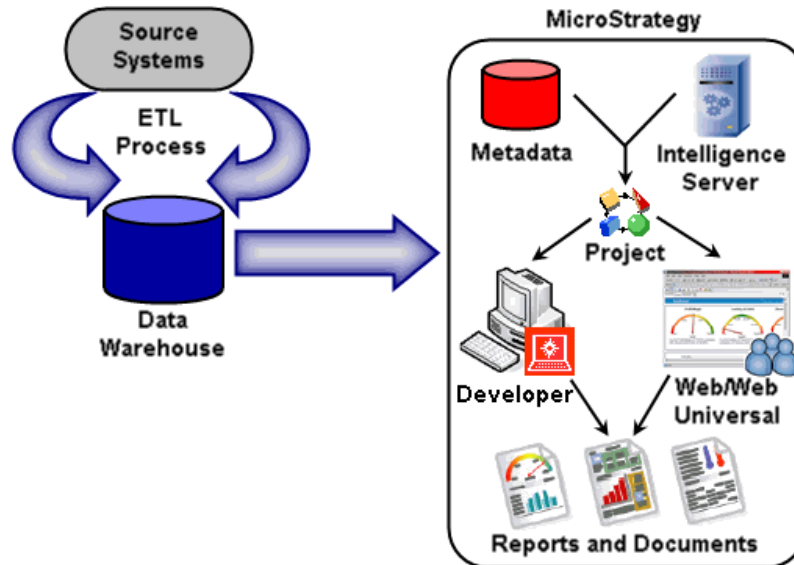 Source
Systems
ETL
Process
Data
Warehouse
MicroStrategy
Metadata
Intelligence
Server
Project
Developer
Web/Web
Universal
Reports and Documents